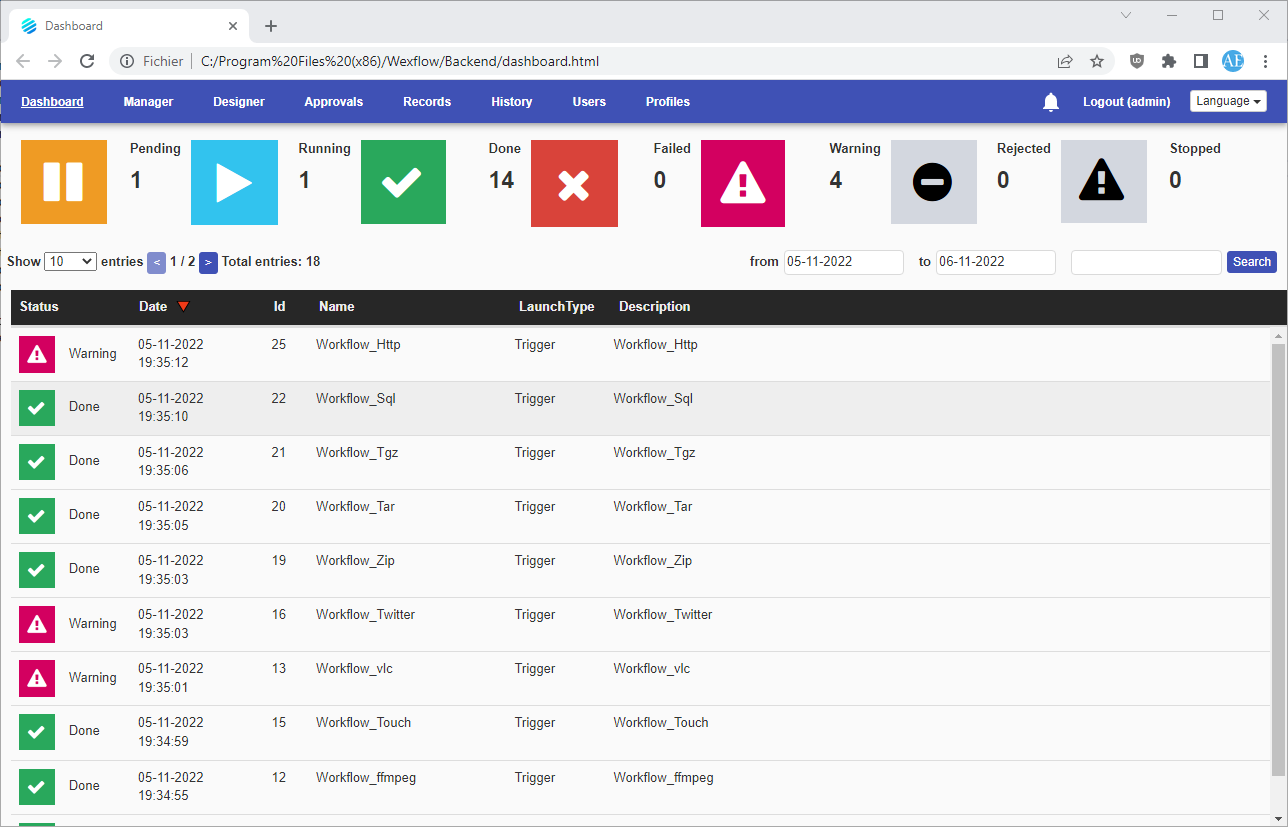 Dashboard
Fichier C:/Program%20Files%20(x86)/Wexflow/Backend/dashboard.html
Dashboard Manager Designer Approvals Records History Users Profiles Logout (admin) Language
Pending Running Done Failed Warning Rejected Stopped
1 1 14 0 4 0 0
Show 10 entries < 1 / 2 > Total entries: 18 from 05-11-2022 to 06-11-2022 Search
Status Date Id Name LaunchType Description
Warning 05-11-2022 25 Workflow_Http Trigger Workflow_Http
19:35:12
Done 05-11-2022 22 Workflow_Sql Trigger Workflow_Sql
19:35:10
Done 05-11-2022 21 Workflow_Tgz Trigger Workflow_Tgz
19:35:06
Done 05-11-2022 20 Workflow_Tar Trigger Workflow_Tar
19:35:05
Done 05-11-2022 19 Workflow_Zip Trigger Workflow_Zip
19:35:03
Warning 05-11-2022 16 Workflow_Twitter Trigger Workflow_Twitter
19:35:03
Warning 05-11-2022 13 Workflow_vlc Trigger Workflow_vlc
19:35:01
Done 05-11-2022 15 Workflow_Touch Trigger Workflow_Touch
19:34:59
Done 05-11-2022 12 Workflow_ffmpeg Trigger Workflow_ffmpeg
19:34:55